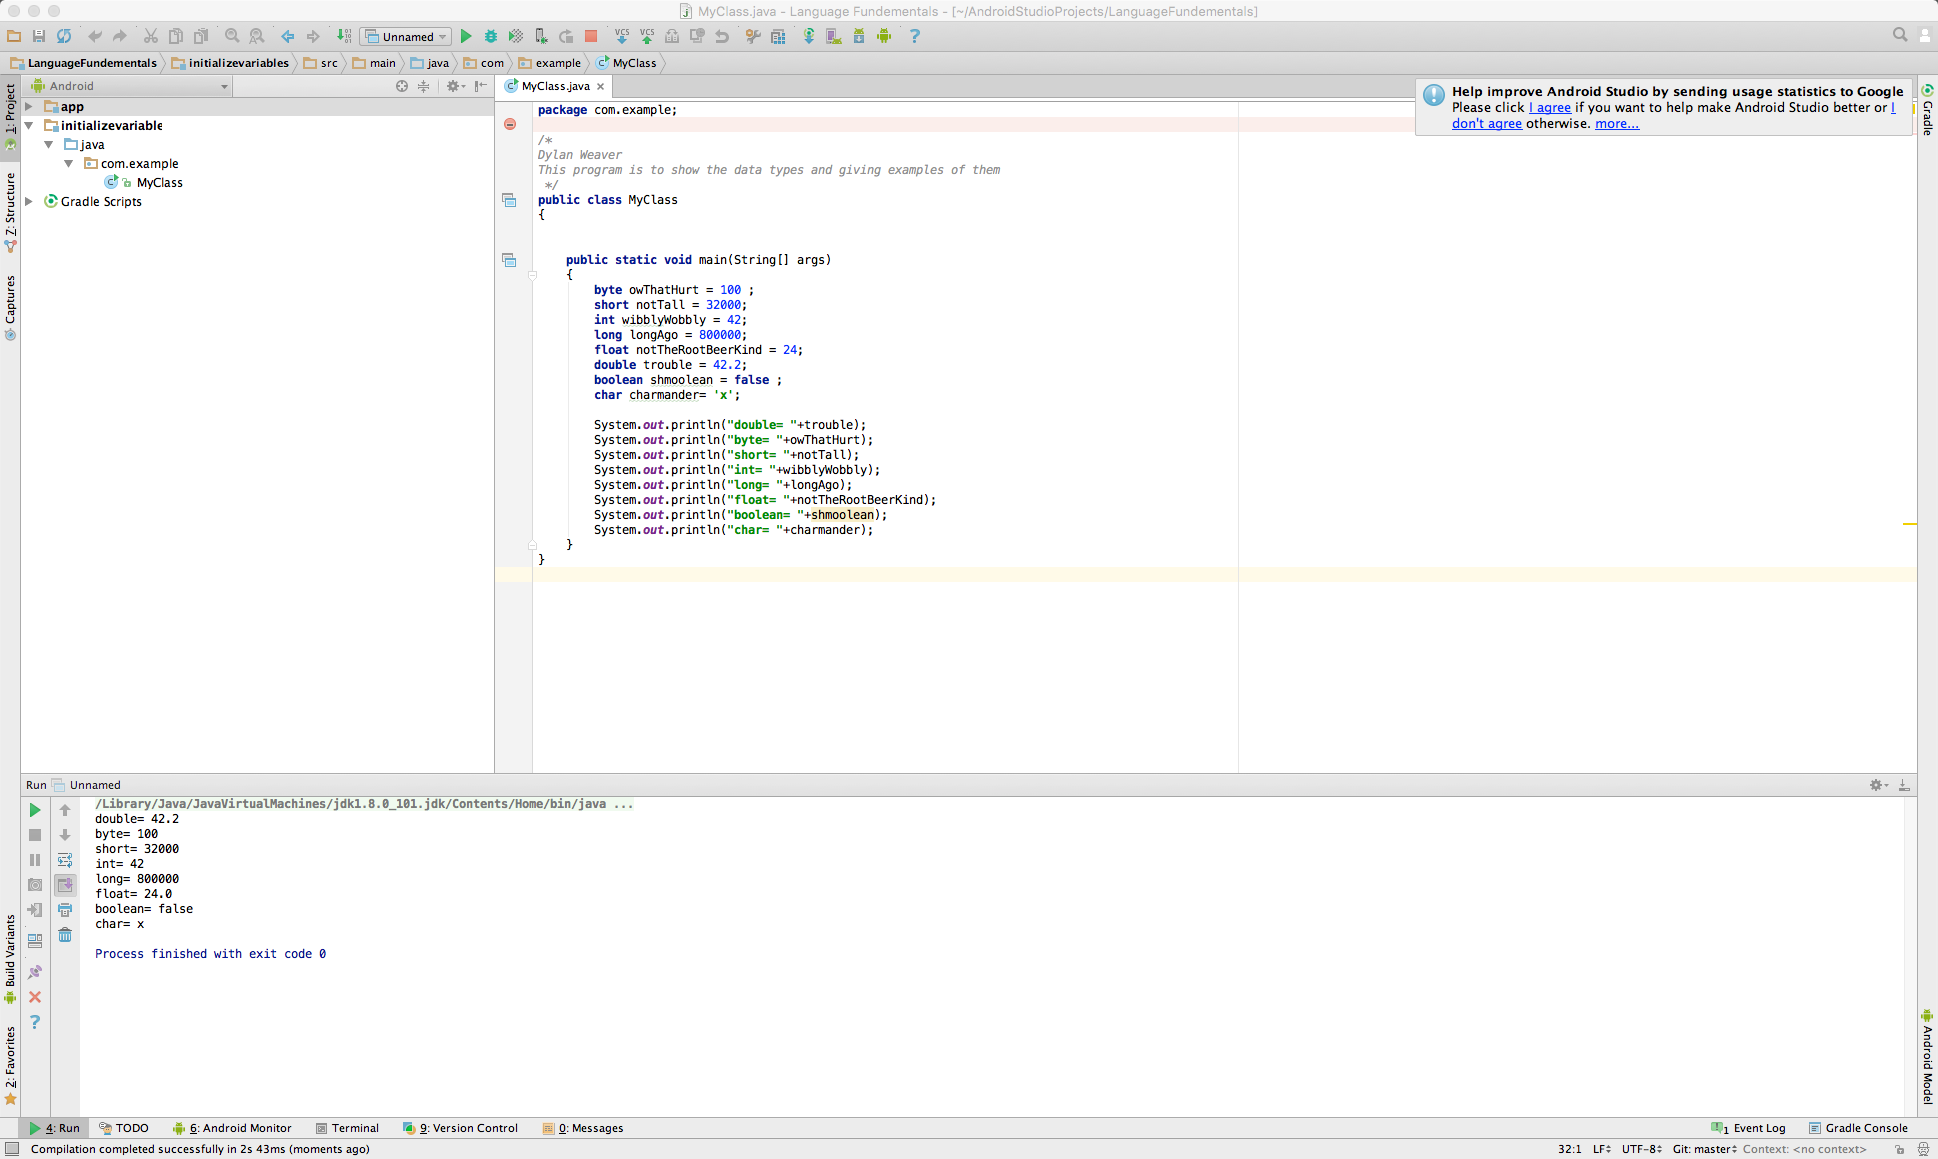 MyClass.java - Language Fundementals - [~/AndroidStudioProjects/LanguageFundementals]
Unnamed
VCS VCS
LanguageFundementals initializevariables src main java com example MyClass
1: Project
Z: Structure
Captures
Build Variants
2: Favorites
Android
app
initializevariable
java
com.example
MyClass
Gradle Scripts
MyClass.java
package com.example;
/*
Dylan Weaver
This program is to show the data types and giving examples of them
*/
public class MyClass
{
public static void main(String[] args)
{
byte owThatHurt = 100 ;
short notTall = 32000;
int wibblyWobbly = 42;
long longAgo = 800000;
float notTheRootBeerKind = 24;
double trouble = 42.2;
boolean shmoolean = false ;
char charmander= 'x';
System.out.println("double= "+trouble);
System.out.println("byte= "+owThatHurt);
System.out.println("short= "+notTall);
System.out.println("int= "+wibblyWobbly);
System.out.println("long= "+longAgo);
System.out.println("float= "+notTheRootBeerKind);
System.out.println("boolean= "+shmoolean);
System.out.println("char= "+charmander);
}
}
Help improve Android Studio by sending usage statistics to Google
Please click I agree if you want to help make Android Studio better or I
don't agree otherwise. more...
Gradle
Android Model
Run Unnamed
/Library/Java/JavaVirtualMachines/jdk1.8.0_101.jdk/Contents/Home/bin/java ...
double= 42.2
byte= 100
short= 32000
int= 42
long= 800000
float= 24.0
boolean= false
char= x
Process finished with exit code 0
4: Run TODO 6: Android Monitor Terminal 9: Version Control 0: Messages 1 Event Log Gradle Console
Compilation completed successfully in 2s 43ms (moments ago) 32:1 LF UTF-8 Git: master Context: <no context>